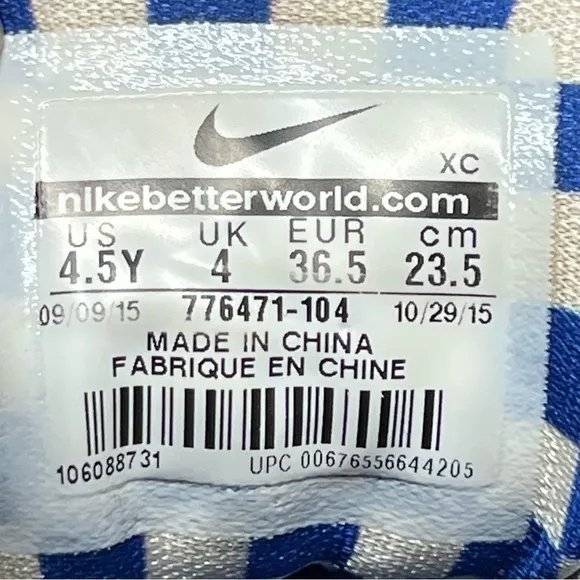 XC
nikebetterworld.com
US UK EUR cm
4.5Y 4 36.5 23.5
09/09/15 776471-104 10/29/15
MADE IN CHINA
FABRIQUE EN CHINE
106088731 UPC 00676556644205